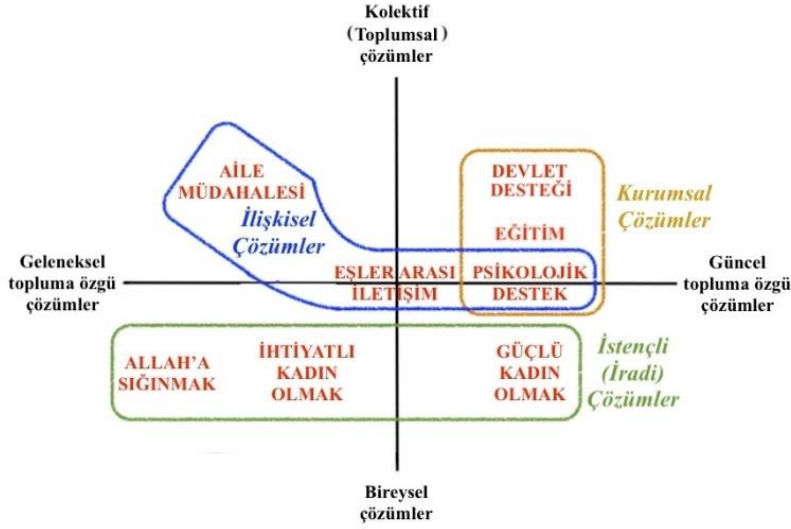 Kolektif
(Toplumsal)
çözümler
AİLE
MÜDAHALESİ
İlişkisel
Çözümler
DEVLET
DESTEĞİ
EĞİTİM
Kurumsal
Çözümler
Geleneksel
topluma özgü
çözümler
EŞLER ARASI
İLETİŞİM
PSİKOLOJİK
DESTEK
Güncel
topluma özgü
çözümler
ALLAH’A
SIĞINMAK
İHTİYATLI
KADIN
OLMAK
GÜÇLÜ
KADIN
OLMAK
İstençli
(İradi)
Çözümler
Bireysel
çözümler